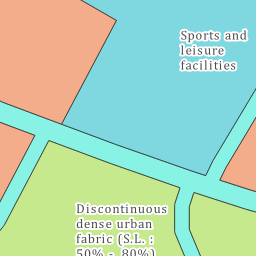 Sports and
leisure
facilities
Discontinuous
dense urban
fabric (S.L. :
50% - 80%)